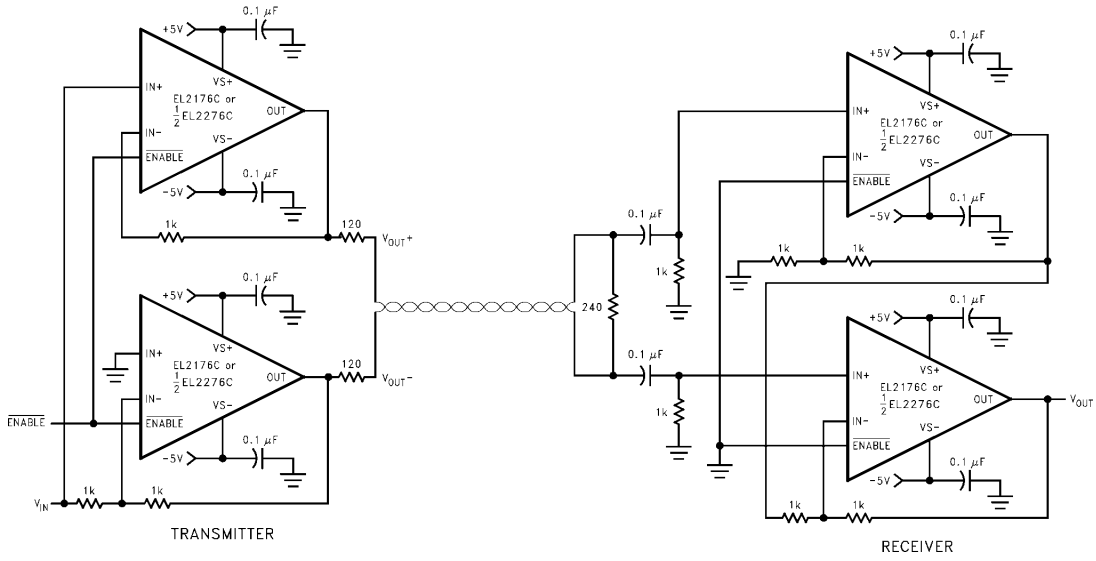 0.1 μF
+5V
VS+
IN+
EL2176C or
1/2 EL2276C
OUT
IN-
VS-
ENABLE
0.1 μF
-5V
1k
120
VOUT+
0.1 μF
+5V
VS+
IN+
EL2176C or
1/2 EL2276C
OUT
120
VOUT-
IN-
VS-
ENABLE
ENABLE
0.1 μF
-5V
VIN
1k
1k
TRANSMITTER
0.1 μF
1k
240
0.1 μF
1k
0.1 μF
+5V
VS+
IN+
EL2176C or
1/2 EL2276C
OUT
IN-
VS-
ENABLE
0.1 μF
-5V
1k
1k
0.1 μF
+5V
VS+
IN+
EL2176C or
1/2 EL2276C
OUT
VOUT
IN-
VS-
ENABLE
0.1 μF
-5V
1k
1k
RECEIVER